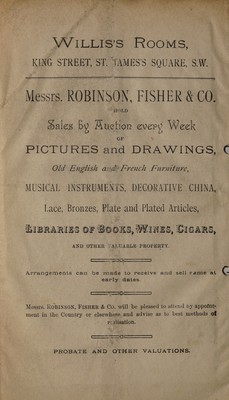 WILLIS'S ROOMS,
KING STREET, ST. JAMES'S SQUARE, S.W.
Messrs. ROBINSON, FISHER & CO.
HOLD
Sales by Auction every Week
OF
PICTURES and DRAWINGS,
Old English and French Furniture,
MUSICAL INSTRUMENTS, DECORATIVE CHINA,
Lace, Bronzes, Plate and Plated Articles,
LIBRARIES OF BOOKS, WINES, CIGARS,
AND OTHER VALUABLE PROPERTY.
Arrangements can be made to receive and sell same at
early dates.
Messrs. ROBINSON, FISHER & Co. will be pleased to attend by appoint-
ment in the Country or elsewhere and advise as to best methods of
realisation.
PROBATE AND OTHER VALUATIONS.